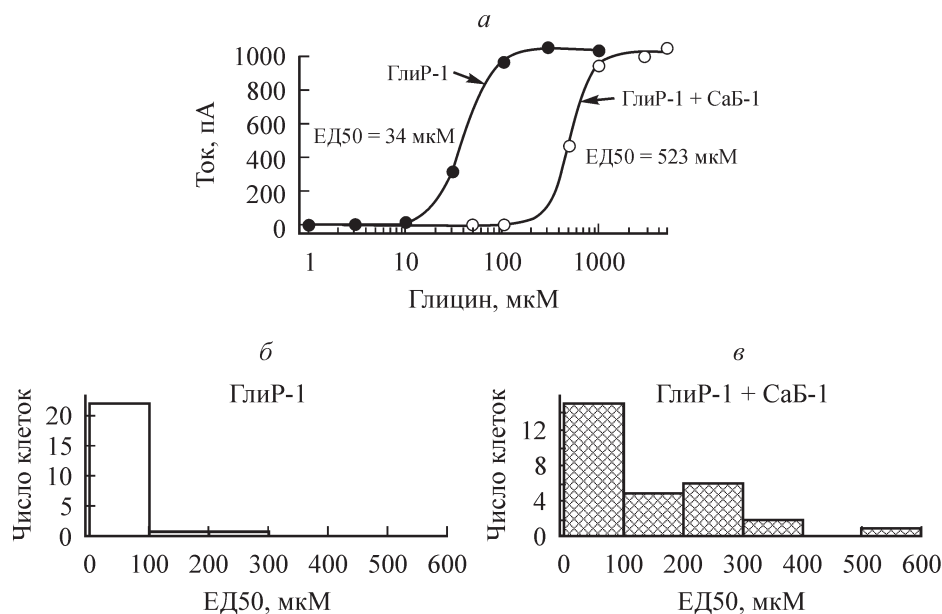 а
Ток, пА
1000
800
600
400
200
0
ГлиР-1
ЕД50 = 34 мкМ
ГлиР-1 + СаБ-1
ЕД50 = 523 мкМ
1 10 100 1000
Глицин, мкМ
б
ГлиР-1
Число клеток
20
15
10
5
0
0 100 200 300 400 500 600
ЕД50, мкМ
в
ГлиР-1 + СаБ-1
Число клеток
12
8
4
0
0 100 200 300 400 500 600
ЕД50, мкМ